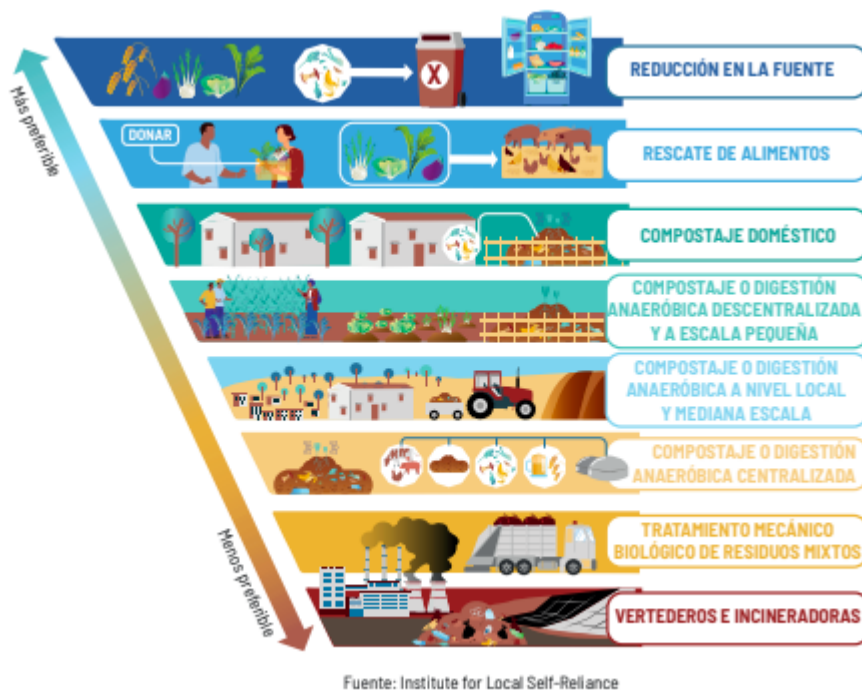 Más preferible
REDUCCIÓN EN LA FUENTE
X
DONAR
RESCATE DE ALIMENTOS
COMPOSTAJE DOMÉSTICO
COMPOSTAJE O DIGESTIÓN
ANAERÓBICA DESCENTRALIZADA
Y A ESCALA PEQUEÑA
COMPOSTAJE O DIGESTIÓN
ANAERÓBICA A NIVEL LOCAL
Y MEDIANA ESCALA
COMPOSTAJE O DIGESTIÓN
ANAERÓBICA CENTRALIZADA
TRATAMIENTO MECÁNICO
BIOLÓGICO DE RESIDUOS MIXTOS
Menos preferible
VERTEDEROS E INCINERADORAS
Fuente: Institute for Local Self-Reliance